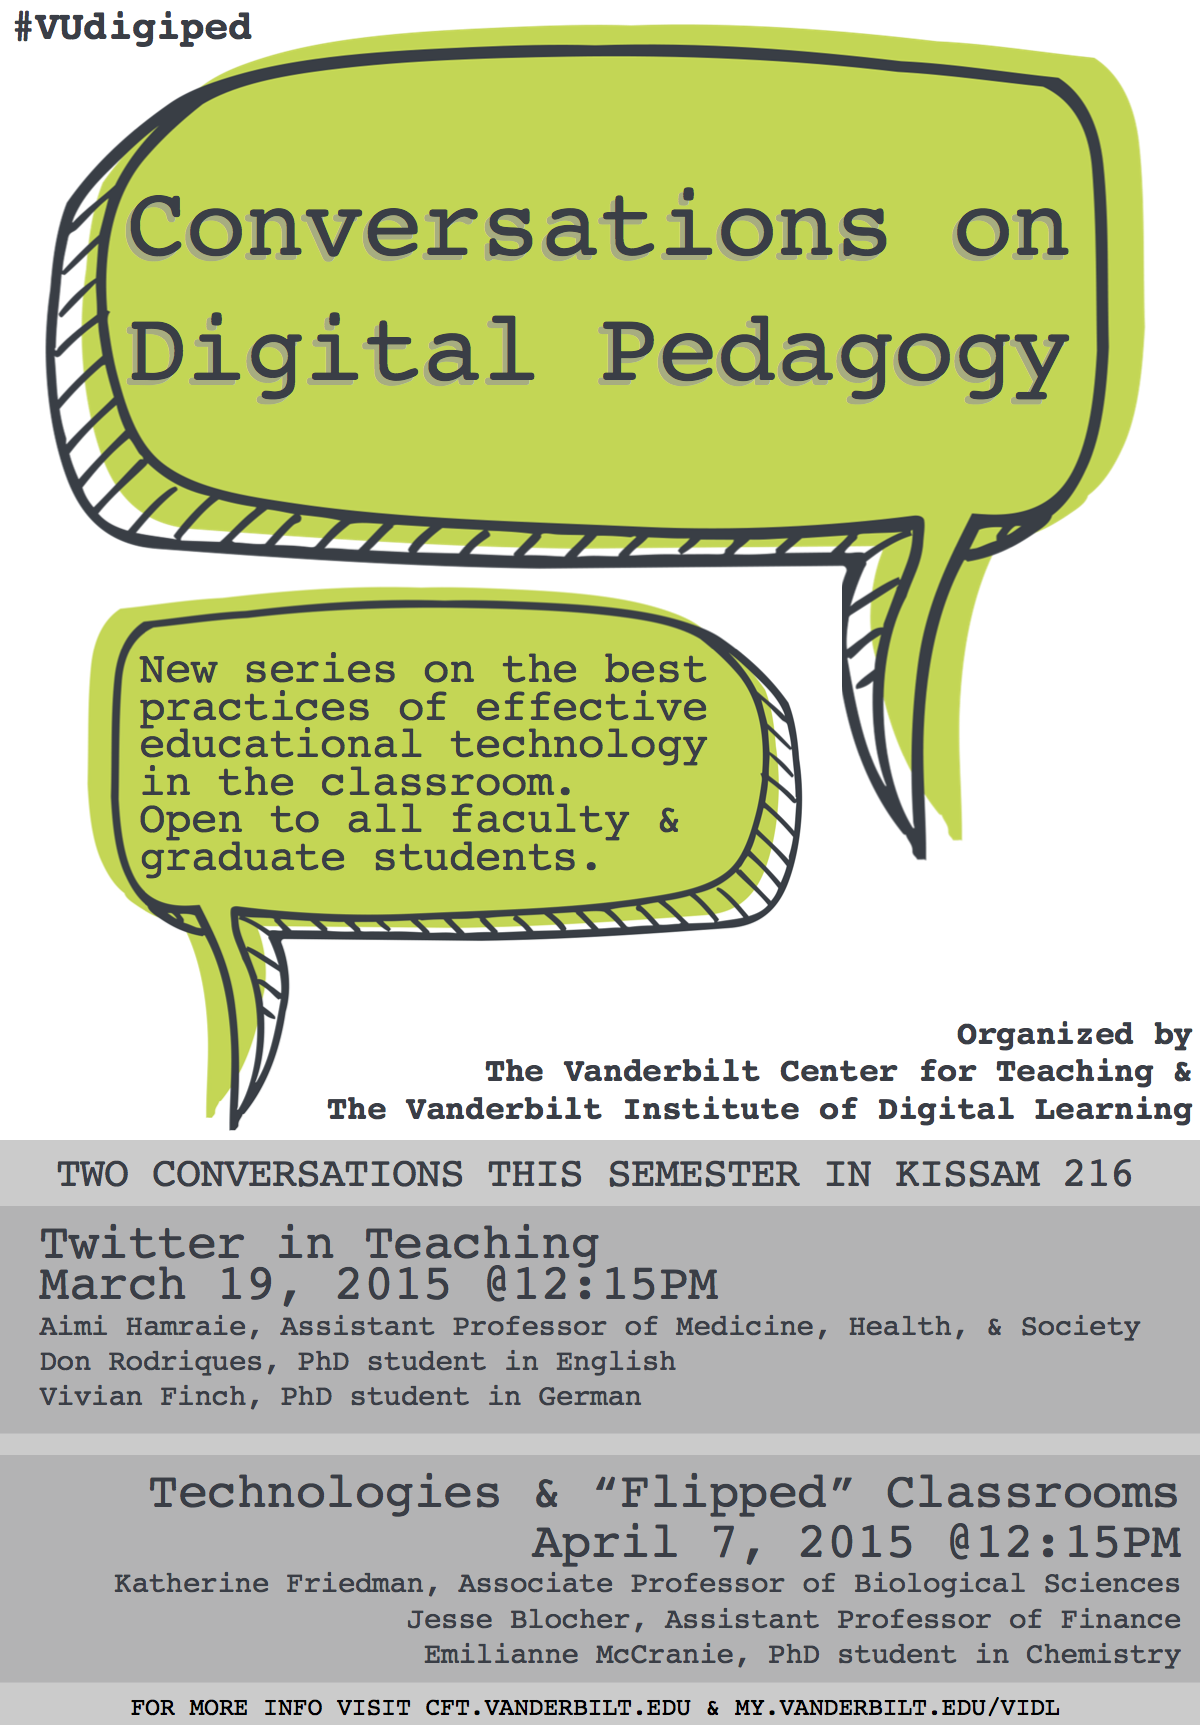 #VUdigiped
Conversations on
Digital Pedagogy
New series on the best
practices of effective
educational technology
in the classroom.
Open to all faculty &
graduate students.
Organized by
The Vanderbilt Center for Teaching &
The Vanderbilt Institute of Digital Learning
TWO CONVERSATIONS THIS SEMESTER IN KISSAM 216
Twitter in Teaching
March 19, 2015 @12:15PM
Aimi Hamraie, Assistant Professor of Medicine, Health, & Society
Don Rodriques, PhD student in English
Vivian Finch, PhD student in German
Technologies & “Flipped” Classrooms
April 7, 2015 @12:15PM
Katherine Friedman, Associate Professor of Biological Sciences
Jesse Blocher, Assistant Professor of Finance
Emilianne McCranie, PhD student in Chemistry
FOR MORE INFO VISIT CFT.VANDERBILT.EDU & MY.VANDERBILT.EDU/VIDL